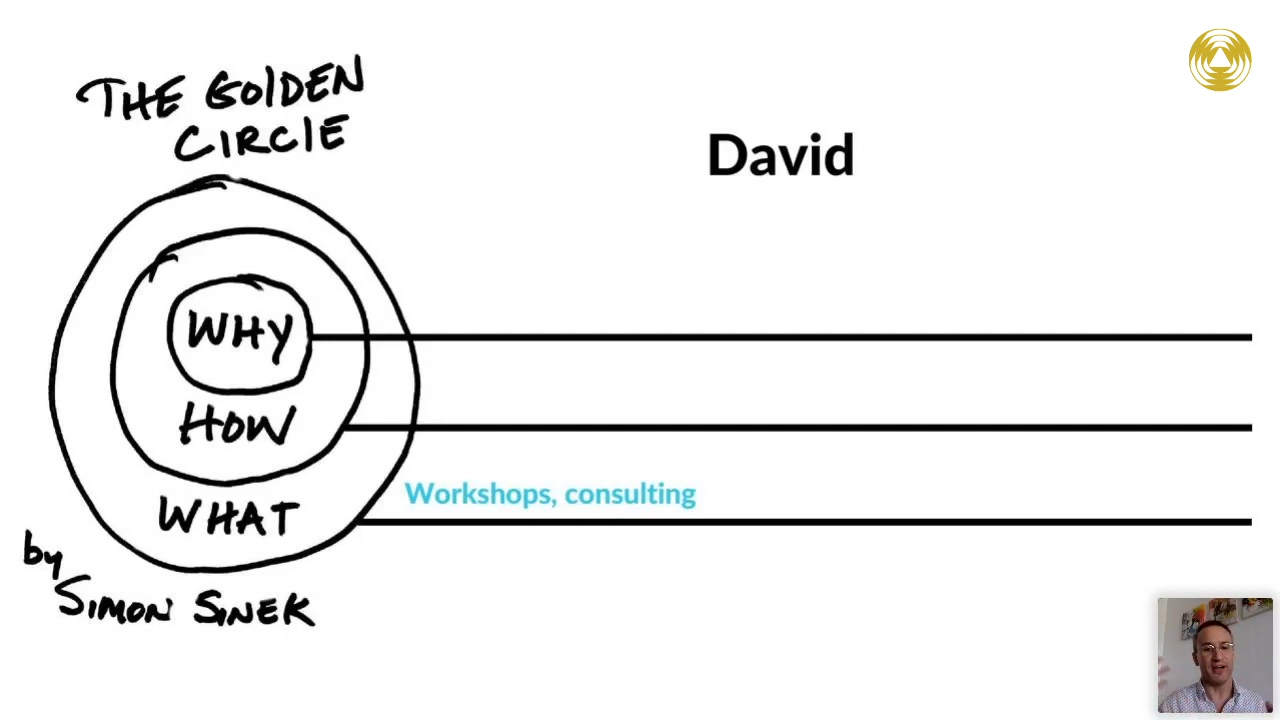 THE GOLDEN
CIRCLE
David
WHY
HOW
Workshops, consulting
WHAT
by
SIMON SINEK